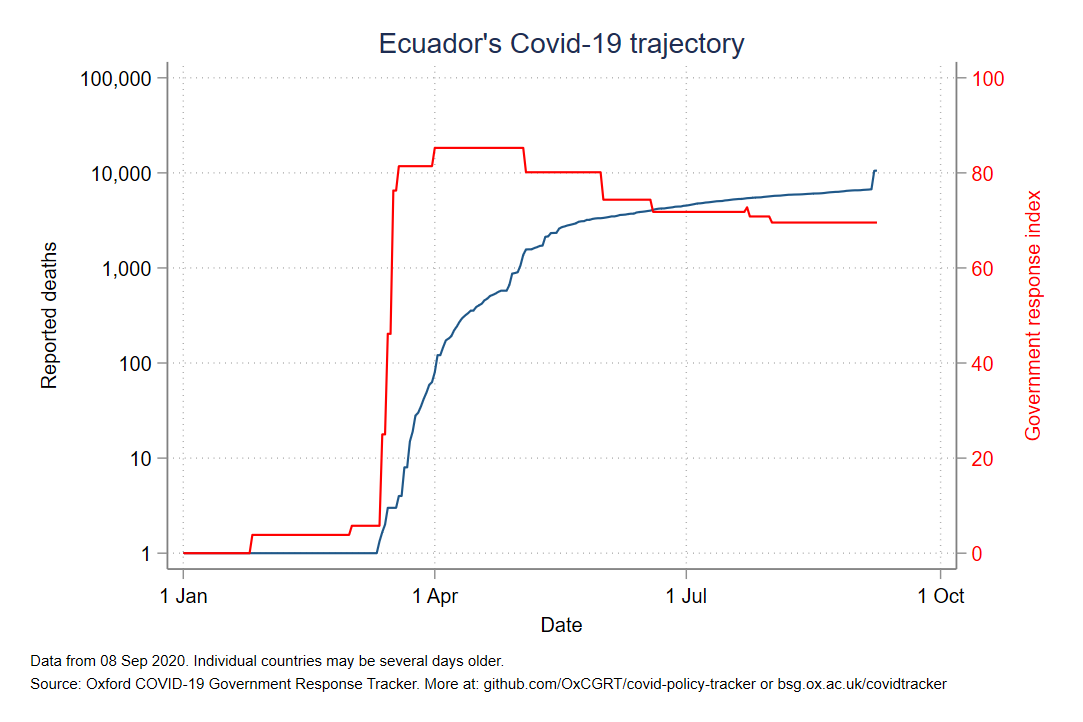 Ecuador's Covid-19 trajectory
100,000
10,000
1,000
100
10
1
Reported deaths
100
80
60
40
20
0
Government response index
1 Jan
1 Apr
1 Jul
1 Oct
Date
Data from 08 Sep 2020. Individual countries may be several days older.
Source: Oxford COVID-19 Government Response Tracker. More at: github.com/OxCGRT/covid-policy-tracker or bsg.ox.ac.uk/covidtracker